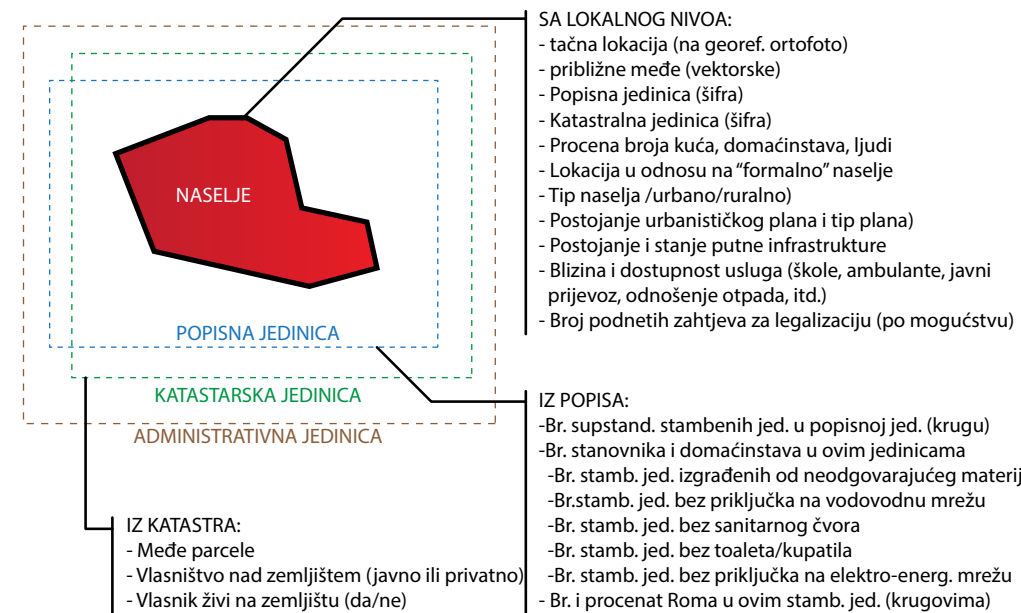 SA LOKALNOG NIVOA:
- tačna lokacija (na georef. ortofoto)
- približne međe (vektorske)
- Popisna jedinica (šifra)
- Katastralna jedinica (šifra)
- Procena broja kuća, domaćinstava, ljudi
- Lokacija u odnosu na “formalno” naselje
- Tip naselja /urbano/ruralno)
- Postojanje urbanističkog plana i tip plana)
- Postojanje i stanje putne infrastrukture
- Blizina i dostupnost usluga (škole, ambulante, javni
prijevoz, odnošenje otpada, itd.)
- Broj podnetih zahtjeva za legalizaciju (po mogućstvu)
NASELJE
POPISNA JEDINICA
KATASTARSKA JEDINICA
ADMINISTRATIVNA JEDINICA
IZ POPISA:
-Br. supstand. stambenih jed. u popisnoj jed. (krugu)
-Br. stanovnika i domaćinstava u ovim jedinicama
-Br. stamb. jed. izgrađenih od neodgovarajućeg materij
-Br.stamb. jed. bez priključka na vodovodnu mrežu
-Br. stamb. jed. bez sanitarnog čvora
-Br. stamb. jed. bez toaleta/kupatila
-Br. stamb. jed. bez priključka na elektro-energ. mrežu
- Br. i procenat Roma u ovim stamb. jed. (krugovima)
IZ KATASTRA:
- Međe parcele
- Vlasništvo nad zemljištem (javno ili privatno)
- Vlasnik živi na zemljištu (da/ne)